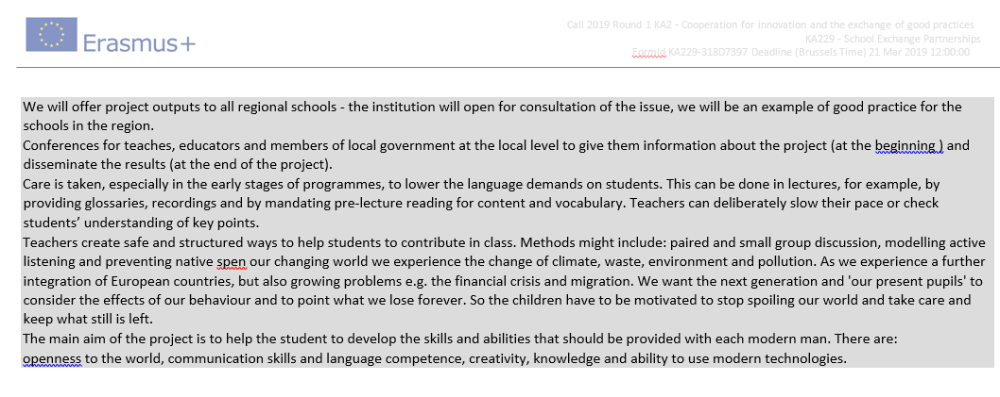 Erasmus+
Call 2019 Round 1 KA2 - Cooperation for innovation and the exchange of good practices
KA229 - School Exchange Partnerships
FormId KA229-318D7397 Deadline (Brussels Time) 21 Mar 2019 12:00:00
We will offer project outputs to all regional schools - the institution will open for consultation of the issue, we will be an example of good practice for the
schools in the region.
Conferences for teaches, educators and members of local government at the local level to give them information about the project (at the beginning ) and
disseminate the results (at the end of the project).
Care is taken, especially in the early stages of programmes, to lower the language demands on students. This can be done in lectures, for example, by
providing glossaries, recordings and by mandating pre-lecture reading for content and vocabulary. Teachers can deliberately slow their pace or check
students’ understanding of key points.
Teachers create safe and structured ways to help students to contribute in class. Methods might include: paired and small group discussion, modelling active
listening and preventing native spen our changing world we experience the change of climate, waste, environment and pollution. As we experience a further
integration of European countries, but also growing problems e.g. the financial crisis and migration. We want the next generation and 'our present pupils' to
consider the effects of our behaviour and to point what we lose forever. So the children have to be motivated to stop spoiling our world and take care and
keep what still is left.
The main aim of the project is to help the student to develop the skills and abilities that should be provided with each modern man. There are:
openness to the world, communication skills and language competence, creativity, knowledge and ability to use modern technologies.